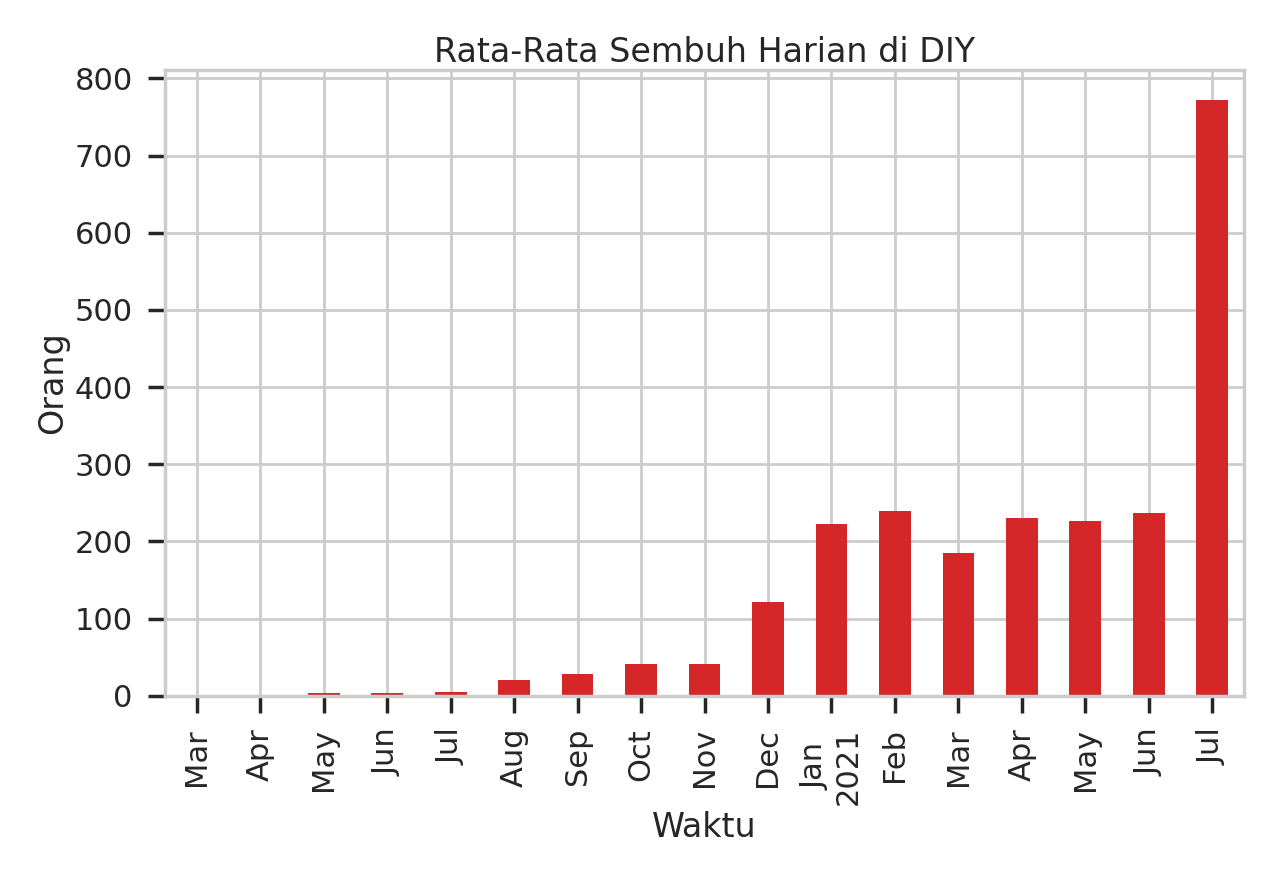 Rata-Rata Sembuh Harian di DIY
800
700
600
500
400
300
200
100
0
Orang
Mar
Apr
May
Jun
Jul
Aug
Sep
Oct
Nov
Dec
Jan
2021
Feb
Mar
Apr
May
Jun
Jul
Waktu